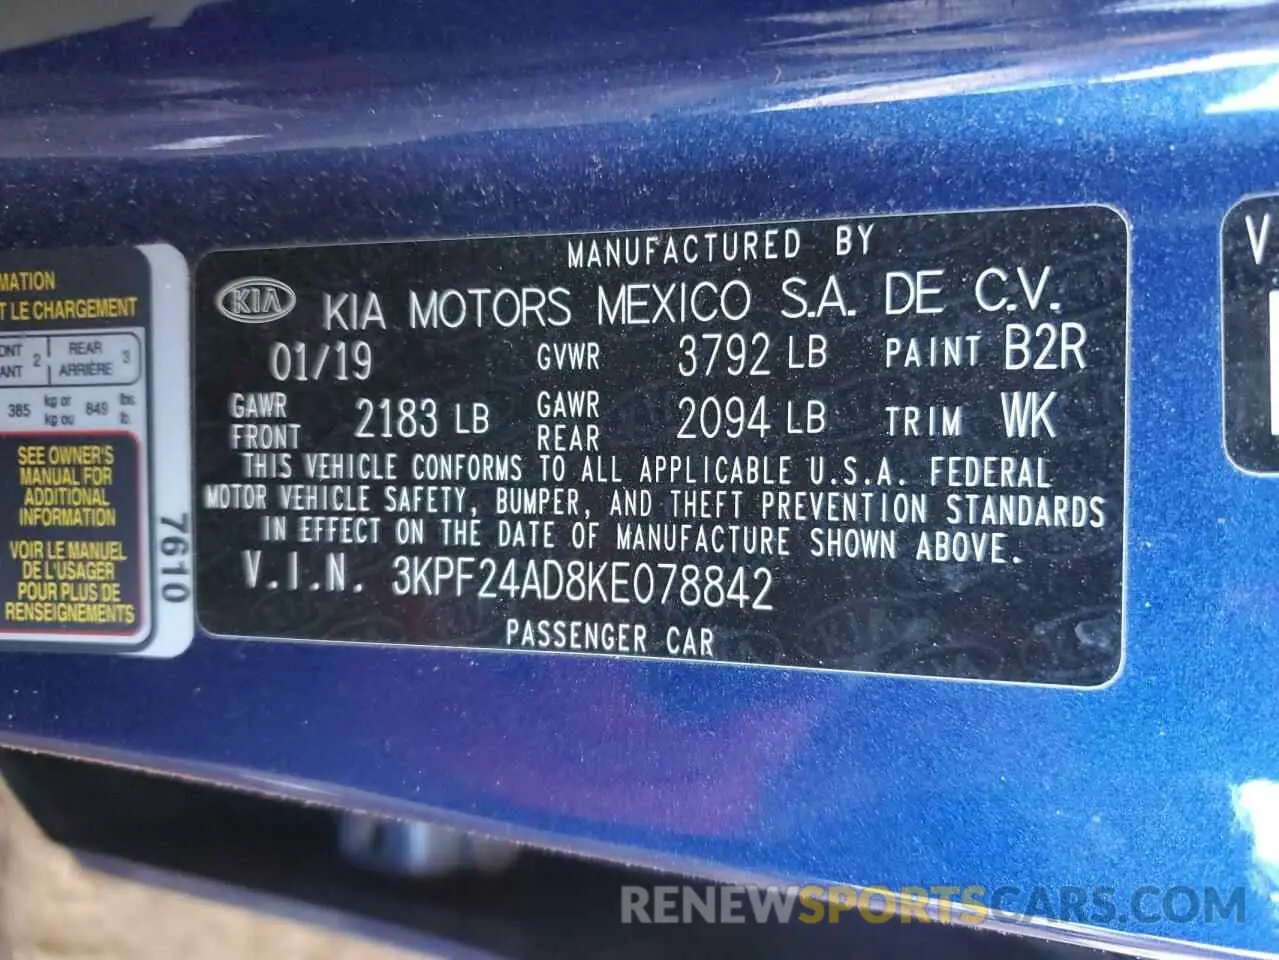 MATION
T LE CHARGEMENT
REAR
ARRIÈRE
2
3
385 kg or kg ou 849 lbs lb.
SEE OWNER'S
MANUAL FOR
ADDITIONAL
INFORMATION
VOIR LE MANUEL
DE L'USAGER
POUR PLUS DE
RENSEIGNEMENTS
7610
MANUFACTURED BY
KIA KIA MOTORS MEXICO S.A. DE C.V.
01/19 GVWR 3792 LB PAINT B2R
GAWR FRONT 2183 LB GAWR REAR 2094 LB TRIM WK
THIS VEHICLE CONFORMS TO ALL APPLICABLE U.S.A. FEDERAL
MOTOR VEHICLE SAFETY, BUMPER, AND THEFT PREVENTION STANDARDS
IN EFFECT ON THE DATE OF MANUFACTURE SHOWN ABOVE.
V.I.N. 3KPF24AD8KE078842
PASSENGER CAR
V
RENEWSPORTSCARS.COM